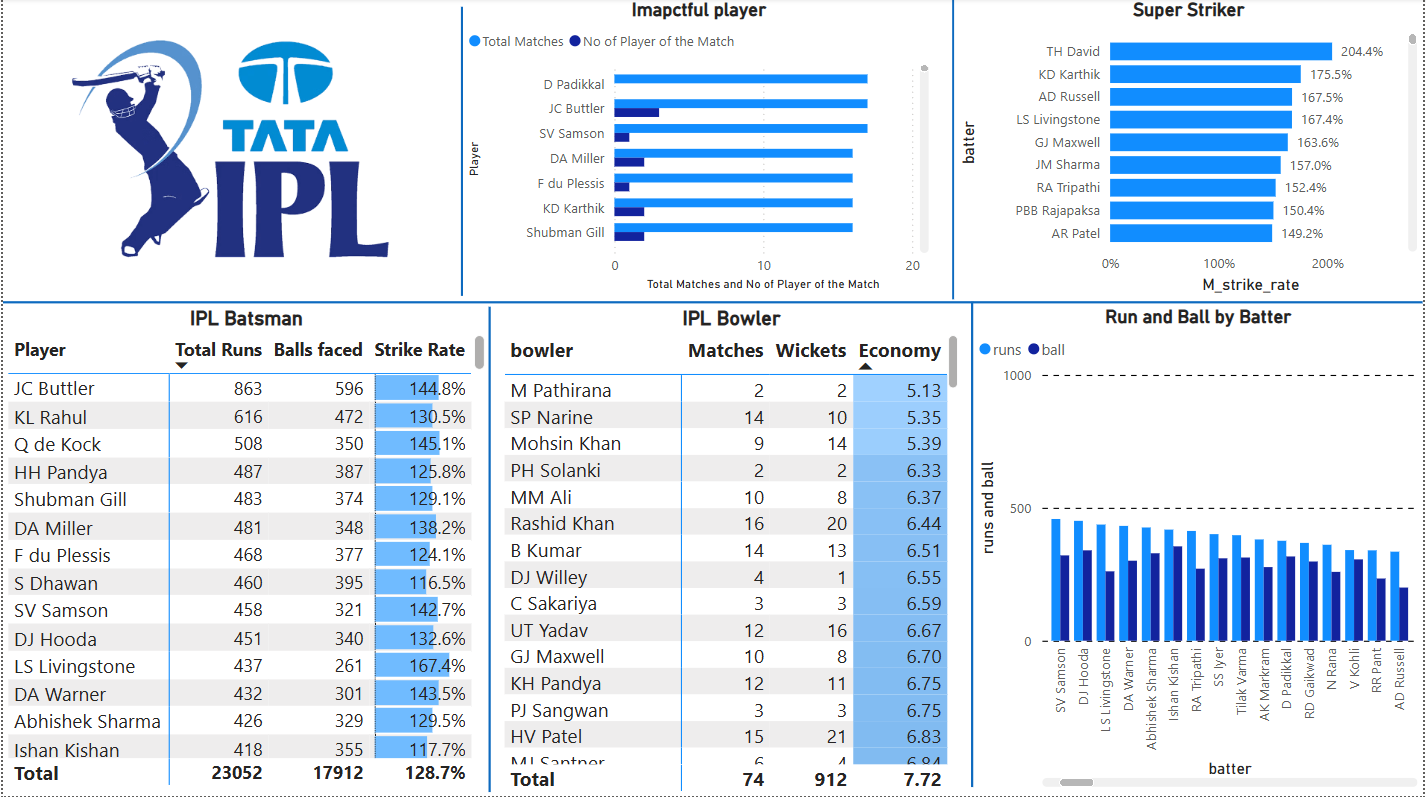 TATA
IPL
Imapctful player
Total Matches No of Player of the Match
Player
D Padikkal
JC Buttler
SV Samson
DA Miller
F du Plessis
KD Karthik
Shubman Gill
0 10 20
Total Matches and No of Player of the Match
Super Striker
batter
TH David 204.4%
KD Karthik 175.5%
AD Russell 167.5%
LS Livingstone 167.4%
GJ Maxwell 163.6%
JM Sharma 157.0%
RA Tripathi 152.4%
PBB Rajapaksa 150.4%
AR Patel 149.2%
0% 100% 200%
M_strike_rate
IPL Batsman
Player Total Runs Balls faced Strike Rate
JC Buttler 863 596 144.8%
KL Rahul 616 472 130.5%
Q de Kock 508 350 145.1%
HH Pandya 487 387 125.8%
Shubman Gill 483 374 129.1%
DA Miller 481 348 138.2%
F du Plessis 468 377 124.1%
S Dhawan 460 395 116.5%
SV Samson 458 321 142.7%
DJ Hooda 451 340 132.6%
LS Livingstone 437 261 167.4%
DA Warner 432 301 143.5%
Abhishek Sharma 426 329 129.5%
Ishan Kishan 418 355 117.7%
Total 23052 17912 128.7%
IPL Bowler
bowler Matches Wickets Economy
M Pathirana 2 2 5.13
SP Narine 14 10 5.35
Mohsin Khan 9 14 5.39
PH Solanki 2 2 6.33
MM Ali 10 8 6.37
Rashid Khan 16 20 6.44
B Kumar 14 13 6.51
DJ Willey 4 1 6.55
C Sakariya 3 3 6.59
UT Yadav 12 16 6.67
GJ Maxwell 10 8 6.70
KH Pandya 12 11 6.75
PJ Sangwan 3 3 6.75
HV Patel 15 21 6.83
MJ Santner 6 4 6.84
Total 74 912 7.72
Run and Ball by Batter
runs ball
runs and ball
1000
500
0
SV Samson
DJ Hooda
LS Livingstone
DA Warner
Abhishek Sharma
Ishan Kishan
RA Tripathi
SS Iyer
Tilak Varma
AK Markram
D Padikkal
RD Gaikwad
N Rana
V Kohli
RR Pant
AD Russell
batter